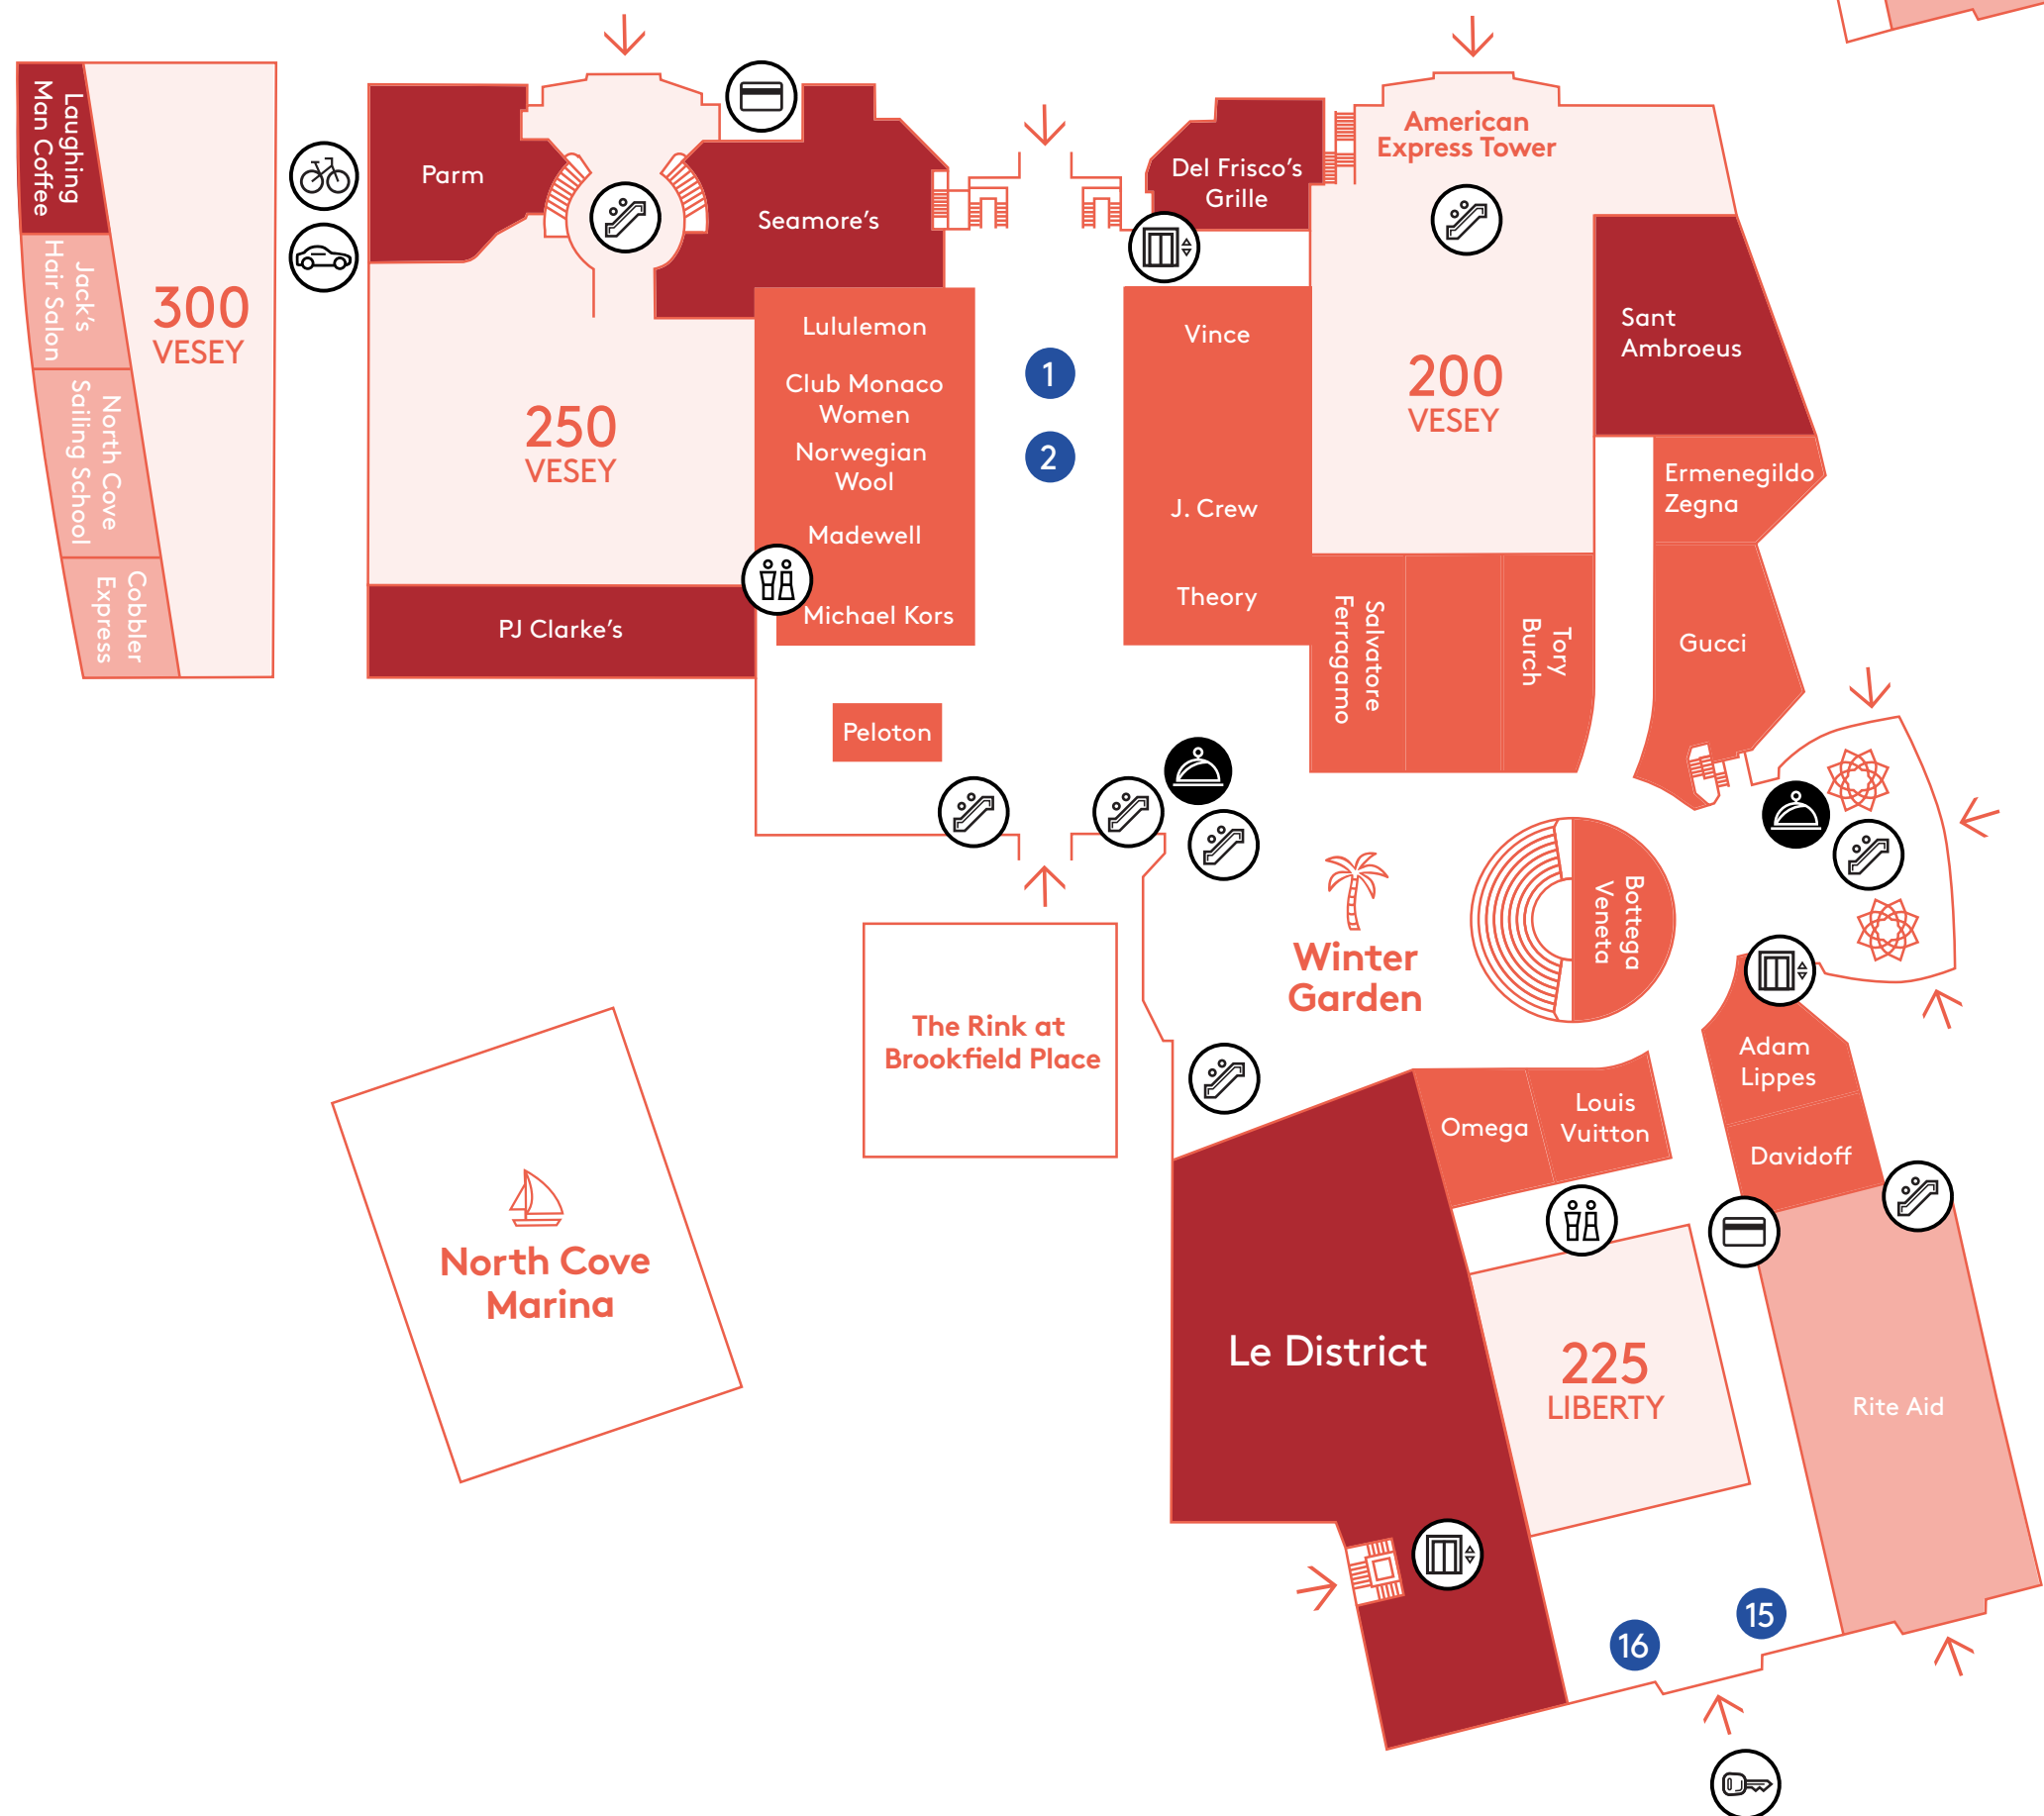 Laughing
Man Coffee
Jack's
Hair Salon
North Cove
Sailing School
Cobbler
Express
300
VESEY
Parm
Seamore's
250
VESEY
PJ Clarke's
Lululemon
Club Monaco
Women
Norwegian
Wool
Madewell
Michael Kors
Peloton
1
2
Del Frisco's
Grille
American
Express Tower
Vince
J. Crew
Theory
200
VESEY
Sant
Ambroeus
Ermenegildo
Zegna
Gucci
Salvatore
Ferragamo
Tory
Burch
Winter
Garden
Bottega
Veneta
The Rink at
Brookfield Place
North Cove
Marina
Adam
Lippes
Davidoff
Omega
Louis
Vuitton
Le District
225
LIBERTY
Rite Aid
15
16